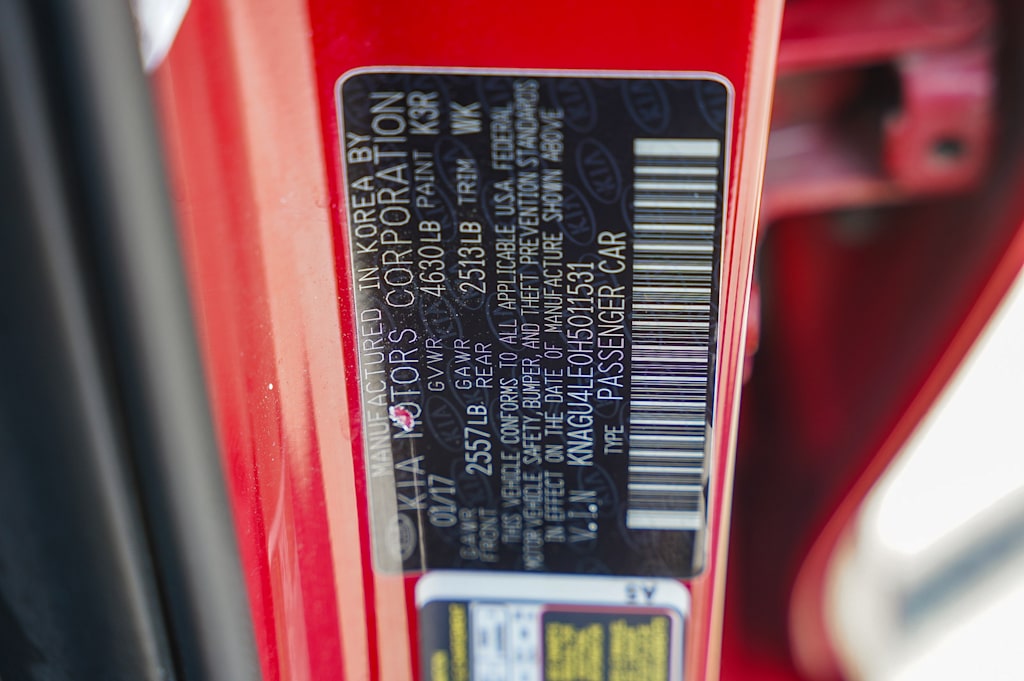 MANUFACTURED IN KOREA BY
KIA MOTORS CORPORATION
01/17 GVWR 4630LB PAINT K3R
GAWR FRONT 2557LB GAWR REAR 2513LB TRIM WK
THIS VEHICLE CONFORMS TO ALL APPLICABLE U.S.A. FEDERAL
MOTOR VEHICLE SAFETY, BUMPER, AND THEFT PREVENTION STANDARDS
IN EFFECT ON THE DATE OF MANUFACTURE SHOWN ABOVE
V.I.N KNAGU4LE0H5011531
TYPE PASSENGER CAR